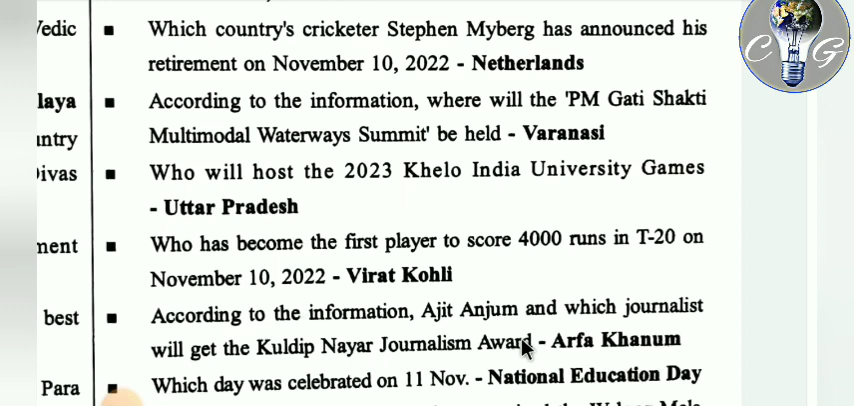 Vedic
laya
untry
Divas
ment
best
Para
■ Which country's cricketer Stephen Myberg has announced his
retirement on November 10, 2022 - Netherlands
■ According to the information, where will the 'PM Gati Shakti
Multimodal Waterways Summit' be held - Varanasi
■ Who will host the 2023 Khelo India University Games
- Uttar Pradesh
■ Who has become the first player to score 4000 runs in T-20 on
November 10, 2022 - Virat Kohli
■ According to the information, Ajit Anjum and which journalist
will get the Kuldip Nayar Journalism Award - Arfa Khanum
■ Which day was celebrated on 11 Nov. - National Education Day
C G